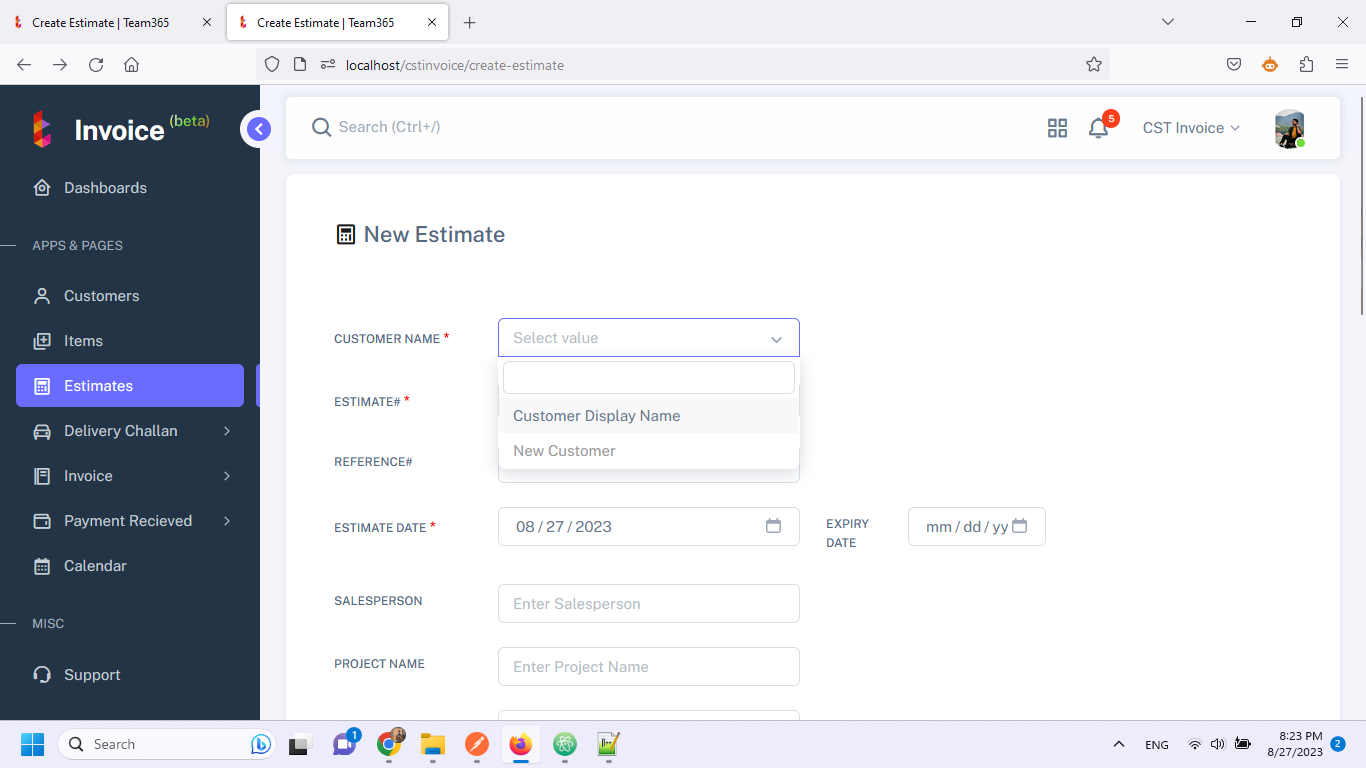 Create Estimate | Team365
Create Estimate | Team365
localhost/cstinvoice/create-estimate
Invoice (beta)
Search (Ctrl+/)
5
CST Invoice
Dashboards
APPS & PAGES
Customers
Items
Estimates
Delivery Challan
Invoice
Payment Recieved
Calendar
MISC
Support
New Estimate
CUSTOMER NAME *
Select value
Customer Display Name
New Customer
ESTIMATE# *
REFERENCE#
ESTIMATE DATE *
08 / 27 / 2023
EXPIRY
DATE
mm / dd / yy
SALESPERSON
Enter Salesperson
PROJECT NAME
Enter Project Name
Search
1
ENG
8:23 PM
8/27/2023
2